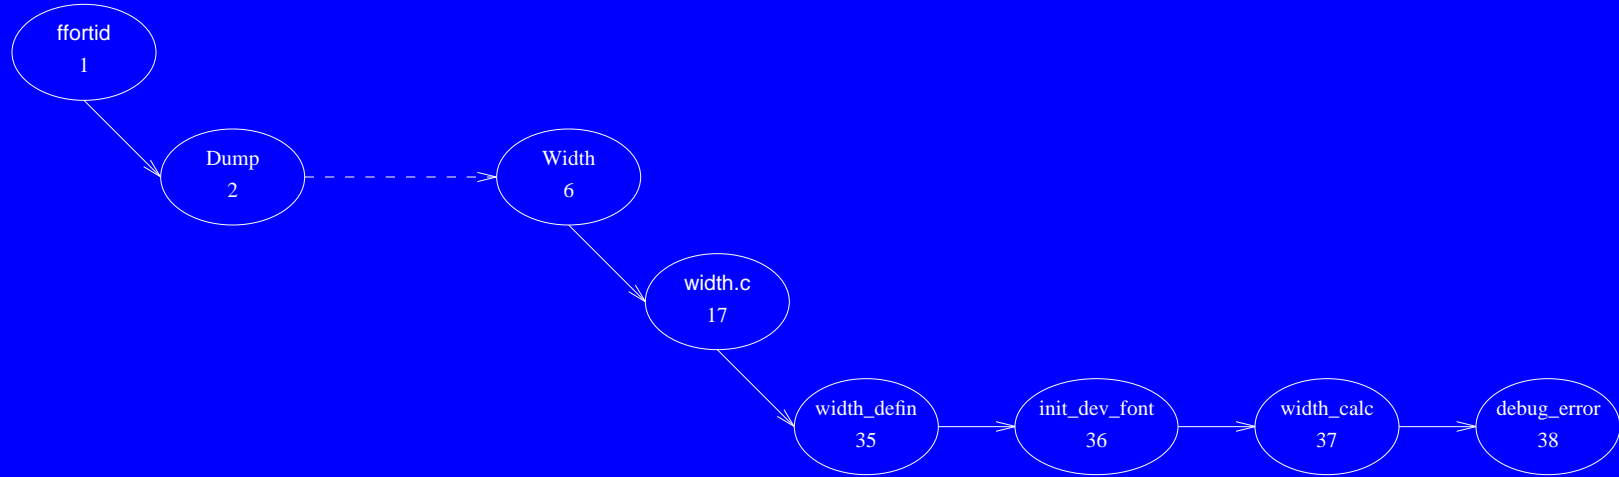 ffortid
1
Dump
2
Width
6
width.c
17
width_defin
35
init_dev_font
36
width_calc
37
debug_error
38